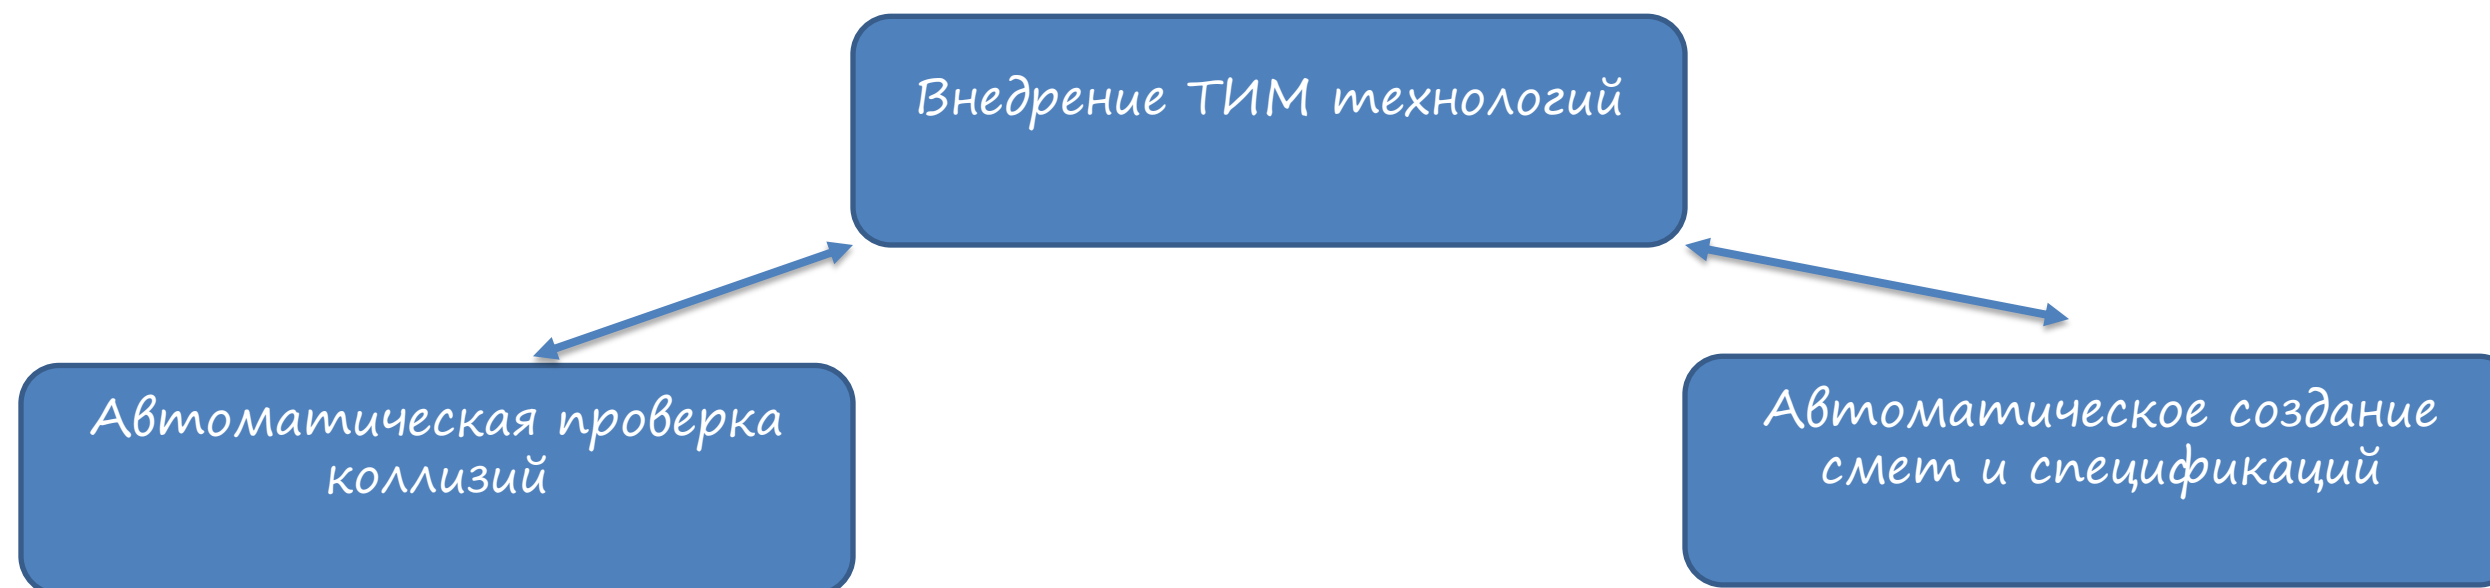 Внедрение ТИМ технологий
Автоматическая проверка
коллизий
Автоматическое создание
смет и спецификаций